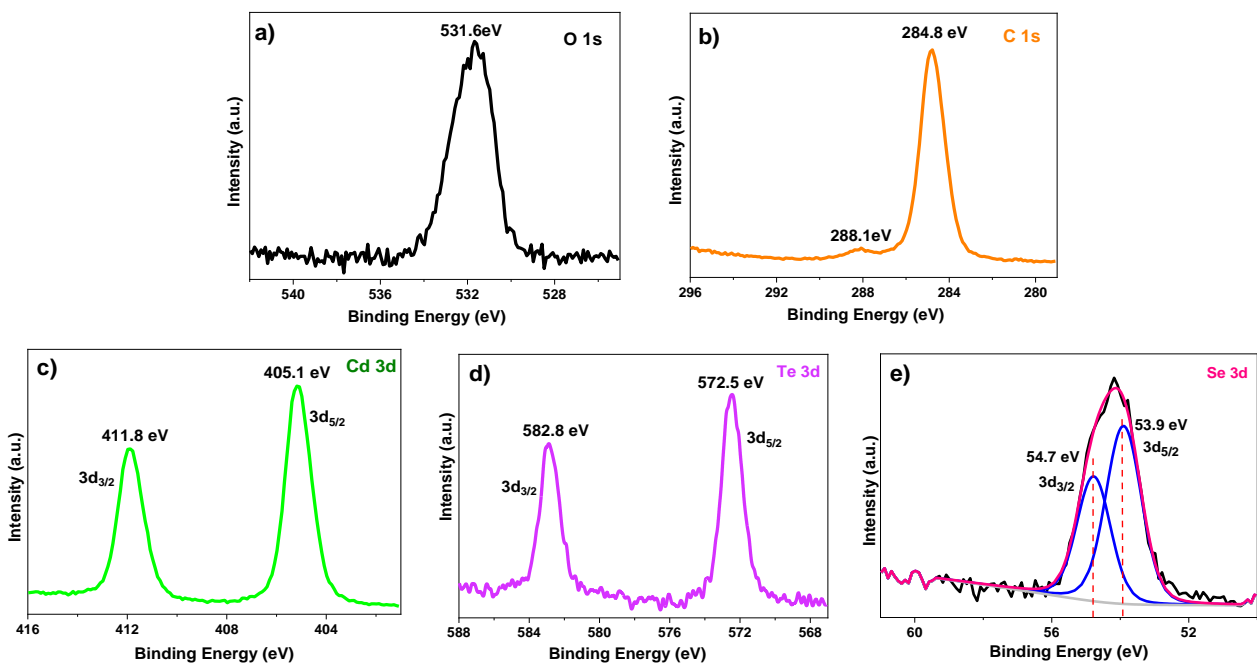 a)
531.6eV
O 1s
Intensity (a.u.)
540 536 532 528
Binding Energy (eV)
b)
284.8 eV
C 1s
288.1eV
Intensity (a.u.)
296 292 288 284 280
Binding Energy (eV)
c)
405.1 eV
Cd 3d
3d5/2
411.8 eV
3d3/2
Intensity (a.u.)
416 412 408 404
Binding Energy (eV)
d)
572.5 eV
Te 3d
3d5/2
582.8 eV
3d3/2
Intensity (a.u.)
588 584 580 576 572 568
Binding Energy (eV)
e)
Se 3d
53.9 eV
3d5/2
54.7 eV
3d3/2
Intensity (a.u.)
60 56 52
Binding Energy (eV)